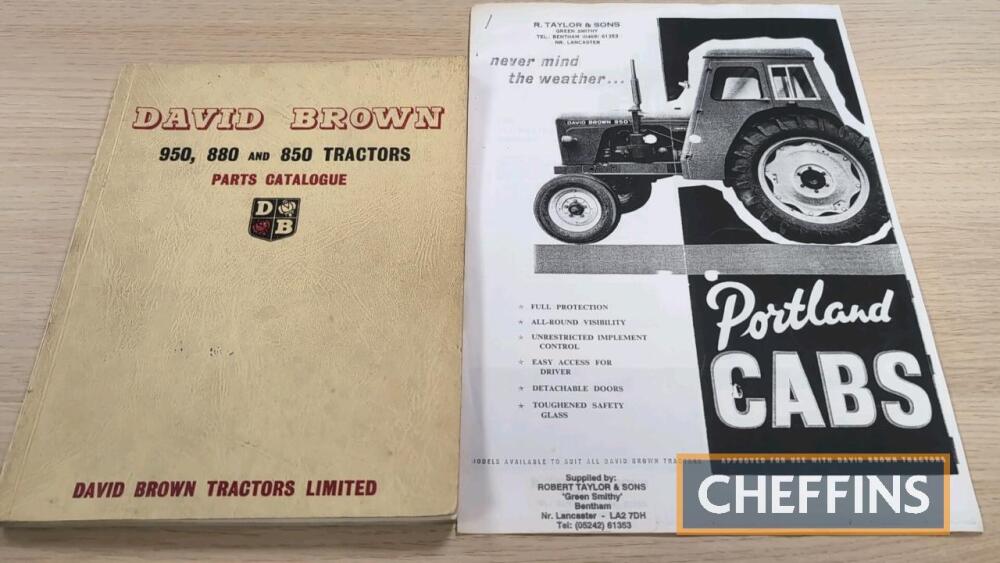 DAVID BROWN
950, 880 AND 850 TRACTORS
PARTS CATALOGUE
D
B
DAVID BROWN TRACTORS LIMITED
R. TAYLOR & SONS
GREEN SMITHY
TEL: BENTHAM (0468) 61353
NR. LANCASTER
never mind
the weather...
DAVID BROWN 850
Portland
CABS
★ FULL PROTECTION
★ ALL-ROUND VISIBILITY
★ UNRESTRICTED IMPLEMENT
CONTROL
★ EASY ACCESS FOR
DRIVER
★ DETACHABLE DOORS
★ TOUGHENED SAFETY
GLASS
MODELS AVAILABLE TO SUIT ALL DAVID BROWN TRACTORS APPROVED FOR USE WITH DAVID BROWN TRACTORS
Supplied by:
ROBERT TAYLOR & SONS
'Green Smithy'
Bentham
Nr. Lancaster - LA2 7DH
Tel: (05242) 61353
CHEFFINS